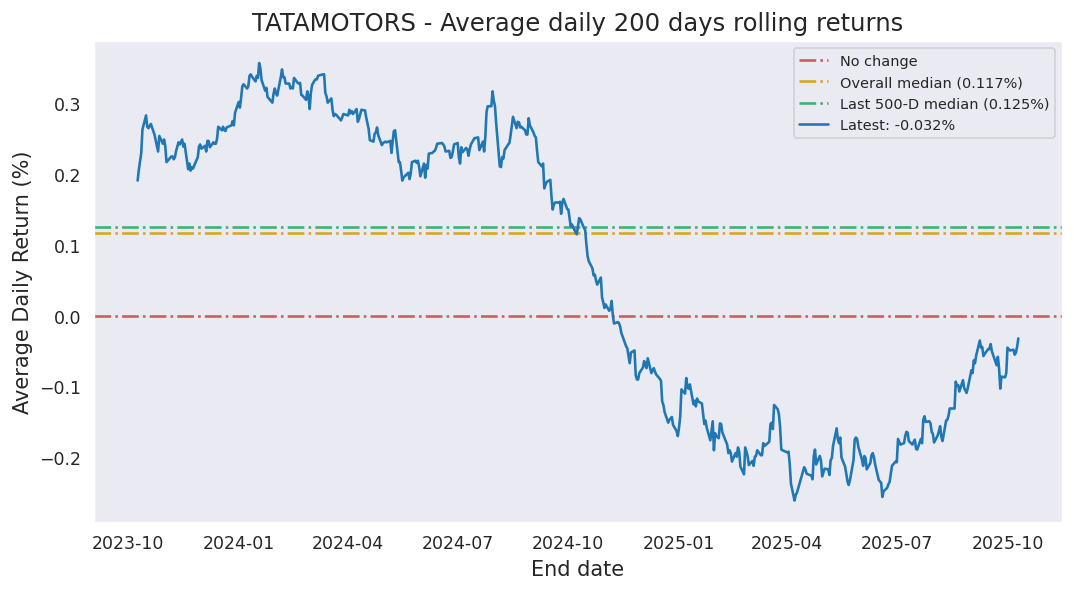 TATAMOTORS - Average daily 200 days rolling returns
No change
Overall median (0.117%)
Last 500-D median (0.125%)
Latest: -0.032%
Average Daily Return (%)
0.3
0.2
0.1
0.0
−0.1
−0.2
2023-10 2024-01 2024-04 2024-07 2024-10 2025-01 2025-04 2025-07 2025-10
End date